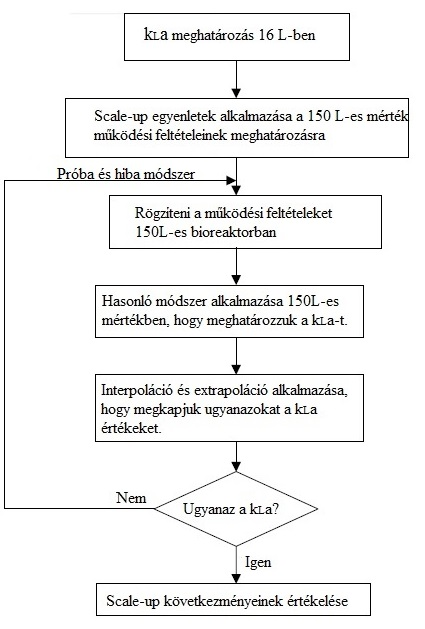 kLa meghatározás 16 L-ben
Scale-up egyenletek alkalmazása a 150 L-es mérték
működési feltételeinek meghatározásra
Próba és hiba módszer
Rögzíteni a működési feltételeket
150L-es bioreaktorban
Hasonló módszer alkalmazása 150L-es
mértékben, hogy meghatározzuk a kLa-t.
Interpoláció és extrapoláció alkalmazása,
hogy megkapjuk ugyanazokat a kLa
értékeket.
Nem
Ugyanaz a kLa?
Igen
Scale-up következményeinek értékelése